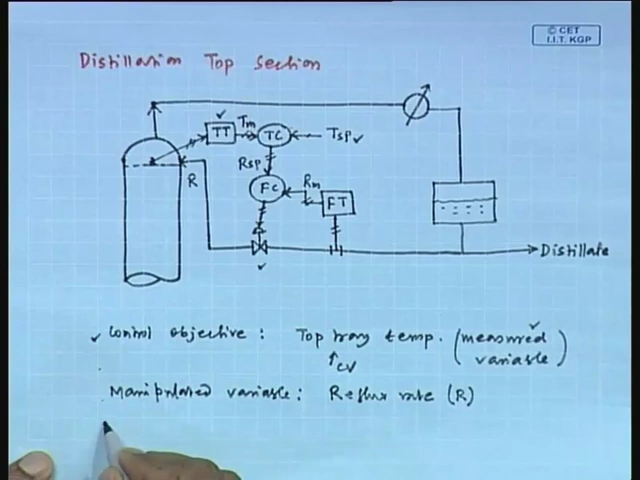 © CET
I.I.T. KGP
Distillation Top Section
TT
Tm
TC
TSP
RSP
R
FC
Rm
FT
Distillate
Control objective : Top tray temp. (measured variable)
CV
Manipulated variable : Reflux rate (R)